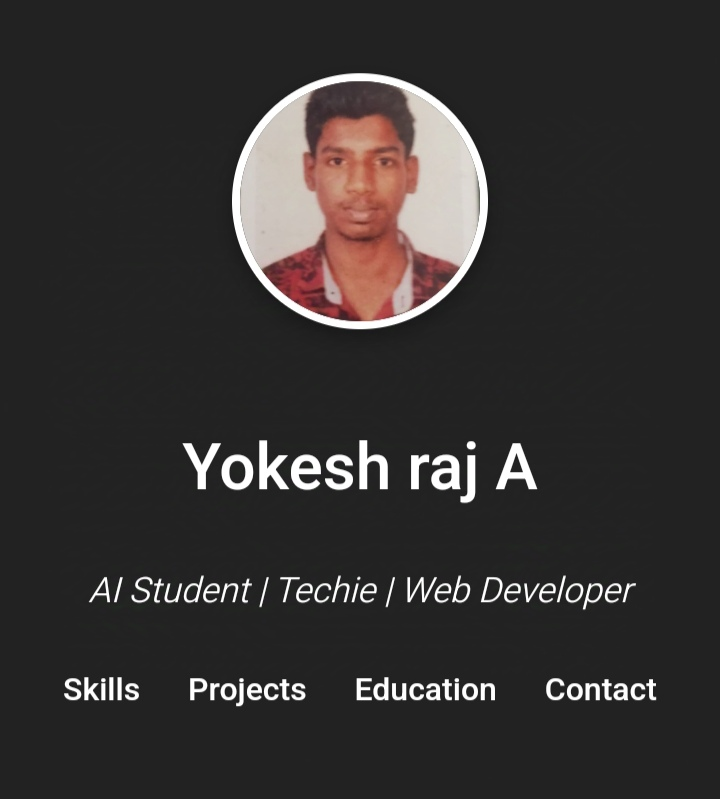 Yokesh raj A
AI Student | Techie | Web Developer
Skills Projects Education Contact